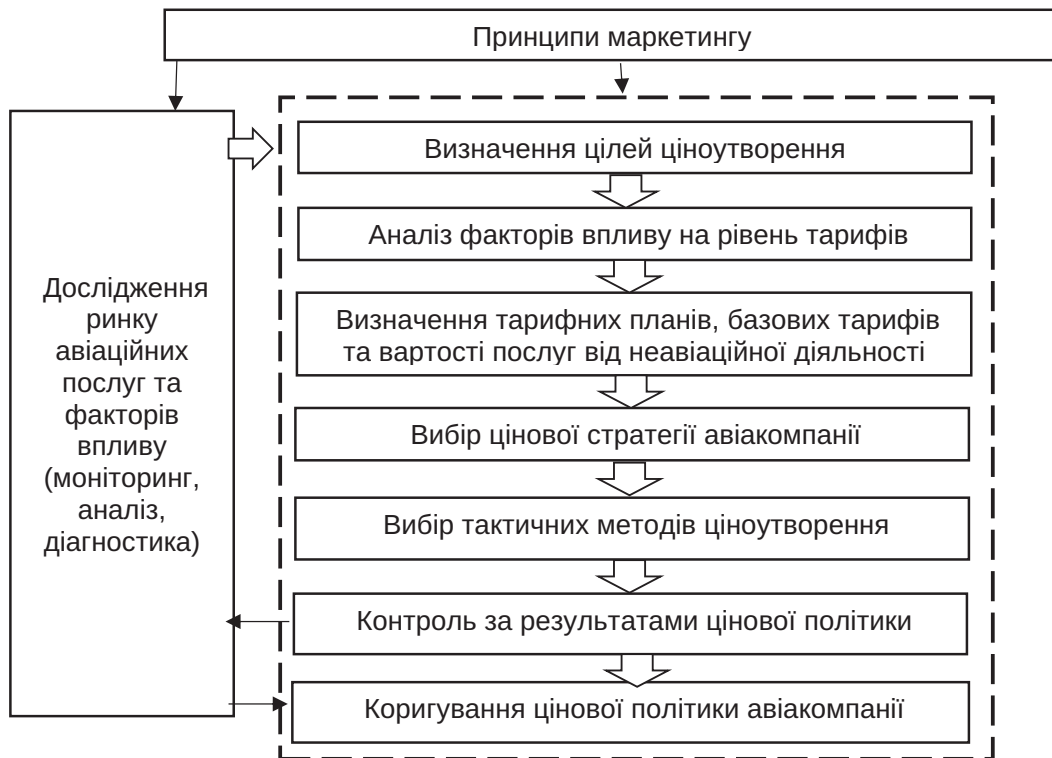 Принципи маркетингу
Дослідження
ринку
авіаційних
послуг та
факторів
впливу
(моніторинг,
аналіз,
діагностика)
Визначення цілей ціноутворення
Аналіз факторів впливу на рівень тарифів
Визначення тарифних планів, базових тарифів
та вартості послуг від неавіаційної діяльності
Вибір цінової стратегії авіакомпанії
Вибір тактичних методів ціноутворення
Контроль за результатами цінової політики
Коригування цінової політики авіакомпанії